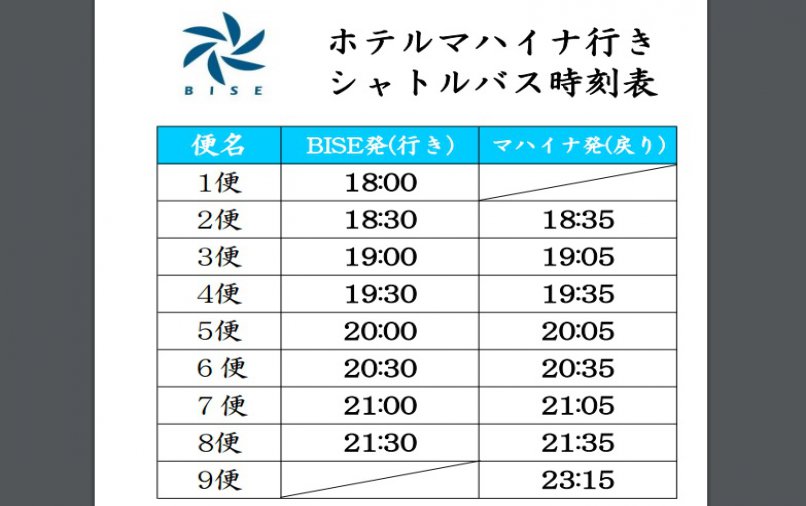 BISE
ホテルマハイナ行き
シャトルバス時刻表
便名 BISE発(行き) マハイナ発(戻り)
1便 18:00
2便 18:30 18:35
3便 19:00 19:05
4便 19:30 19:35
5便 20:00 20:05
6便 20:30 20:35
7便 21:00 21:05
8便 21:30 21:35
9便 23:15